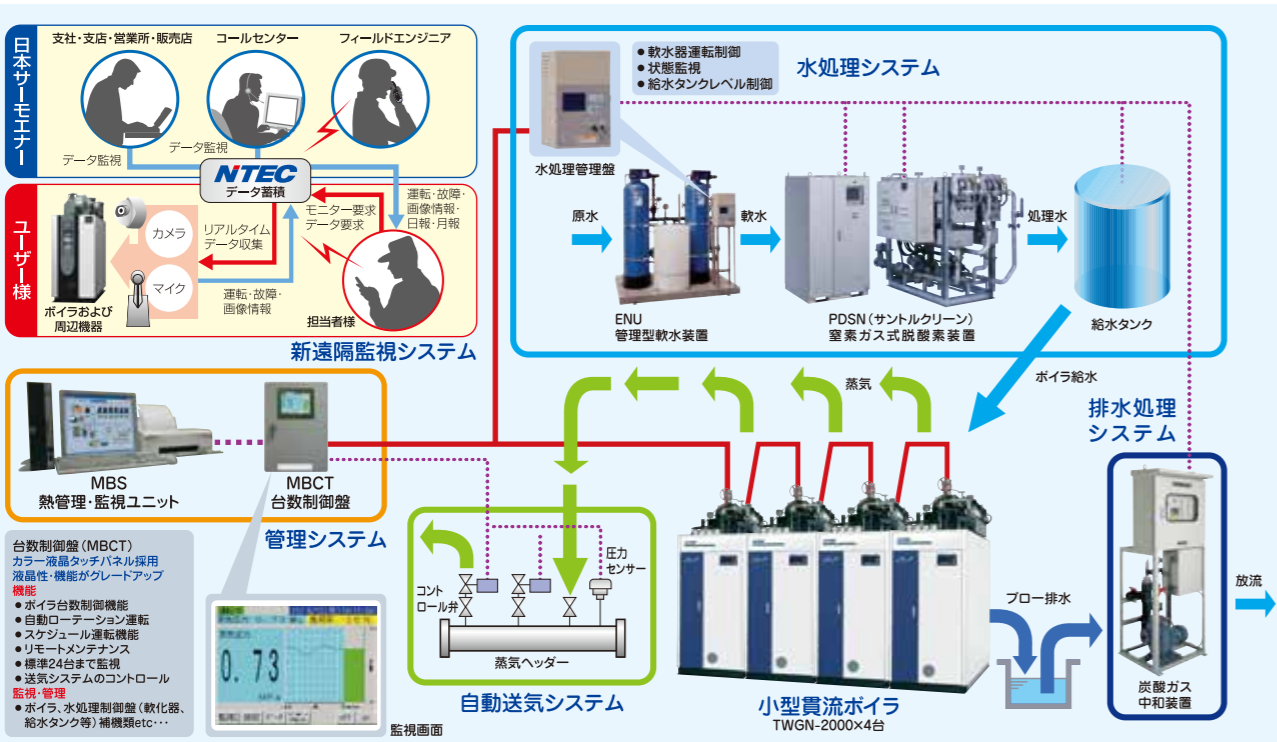 日本サーモエナー
支社・支店・営業所・販売店
コールセンター
フィールドエンジニア
データ監視
データ監視
NTEC
データ蓄積
運転・故障・
画像情報・
日報・月報
ユーザー様
カメラ
マイク
リアルタイム
データ収集
モニター要求
データ要求
運転・故障・
画像情報
ボイラおよび
周辺機器
担当者様
新遠隔監視システム
● 軟水器運転制御
● 状態監視
● 給水タンクレベル制御
水処理システム
水処理管理盤
原水
軟水
処理水
ENU
管理型軟水装置
PDSN(サントルクリーン)
窒素ガス式脱酸素装置
給水タンク
ボイラ給水
蒸気
排水処理
システム
MBS
熱管理・監視ユニット
MBCT
台数制御盤
管理システム
台数制御盤(MBCT)
カラー液晶タッチパネル採用
液晶性・機能がグレードアップ
機能
● ボイラ台数制御機能
● 自動ローテーション運転
● スケジュール運転機能
● リモートメンテナンス
● 標準24台まで監視
● 送気システムのコントロール
監視・管理
● ボイラ、水処理制御盤(軟化器、
給水タンク等)補機類etc・・・
0.73
監視画面
コント
ロール弁
圧力
センサー
蒸気ヘッダー
自動送気システム
小型貫流ボイラ
TWGN-2000×4台
ブロー排水
放流
炭酸ガス
中和装置